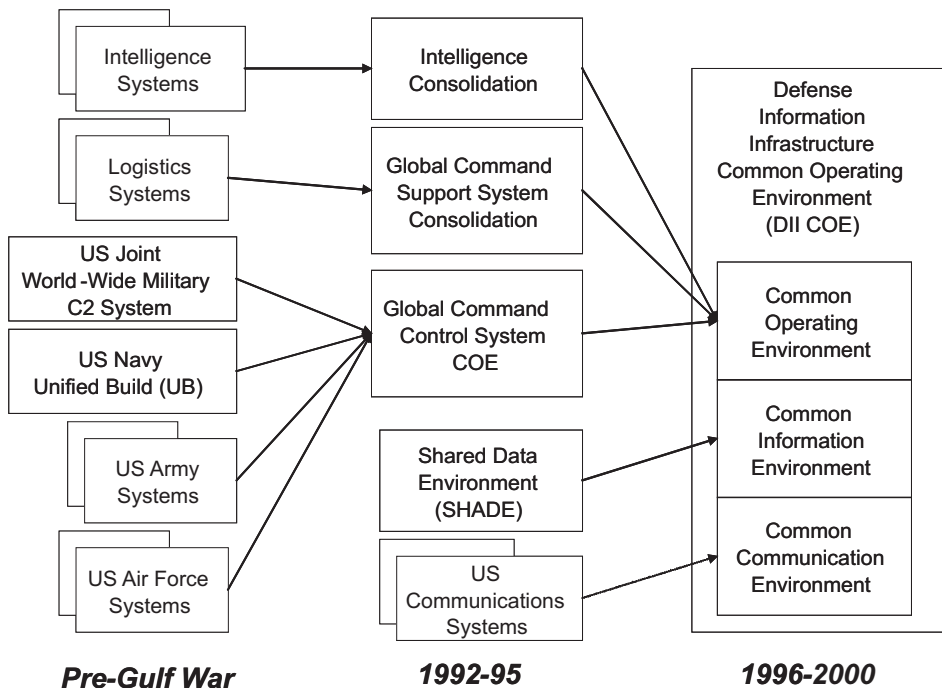 Intelligence
Systems
Logistics
Systems
US Joint
World-Wide Military
C2 System
US Navy
Unified Build (UB)
US Army
Systems
US Air Force
Systems
Pre-Gulf War
Intelligence
Consolidation
Global Command
Support System
Consolidation
Global Command
Control System
COE
Shared Data
Environment
(SHADE)
US
Communications
Systems
1992-95
Defense
Information
Infrastructure
Common Operating
Environment
(DII COE)
Common
Operating
Environment
Common
Information
Environment
Common
Communication
Environment
1996-2000